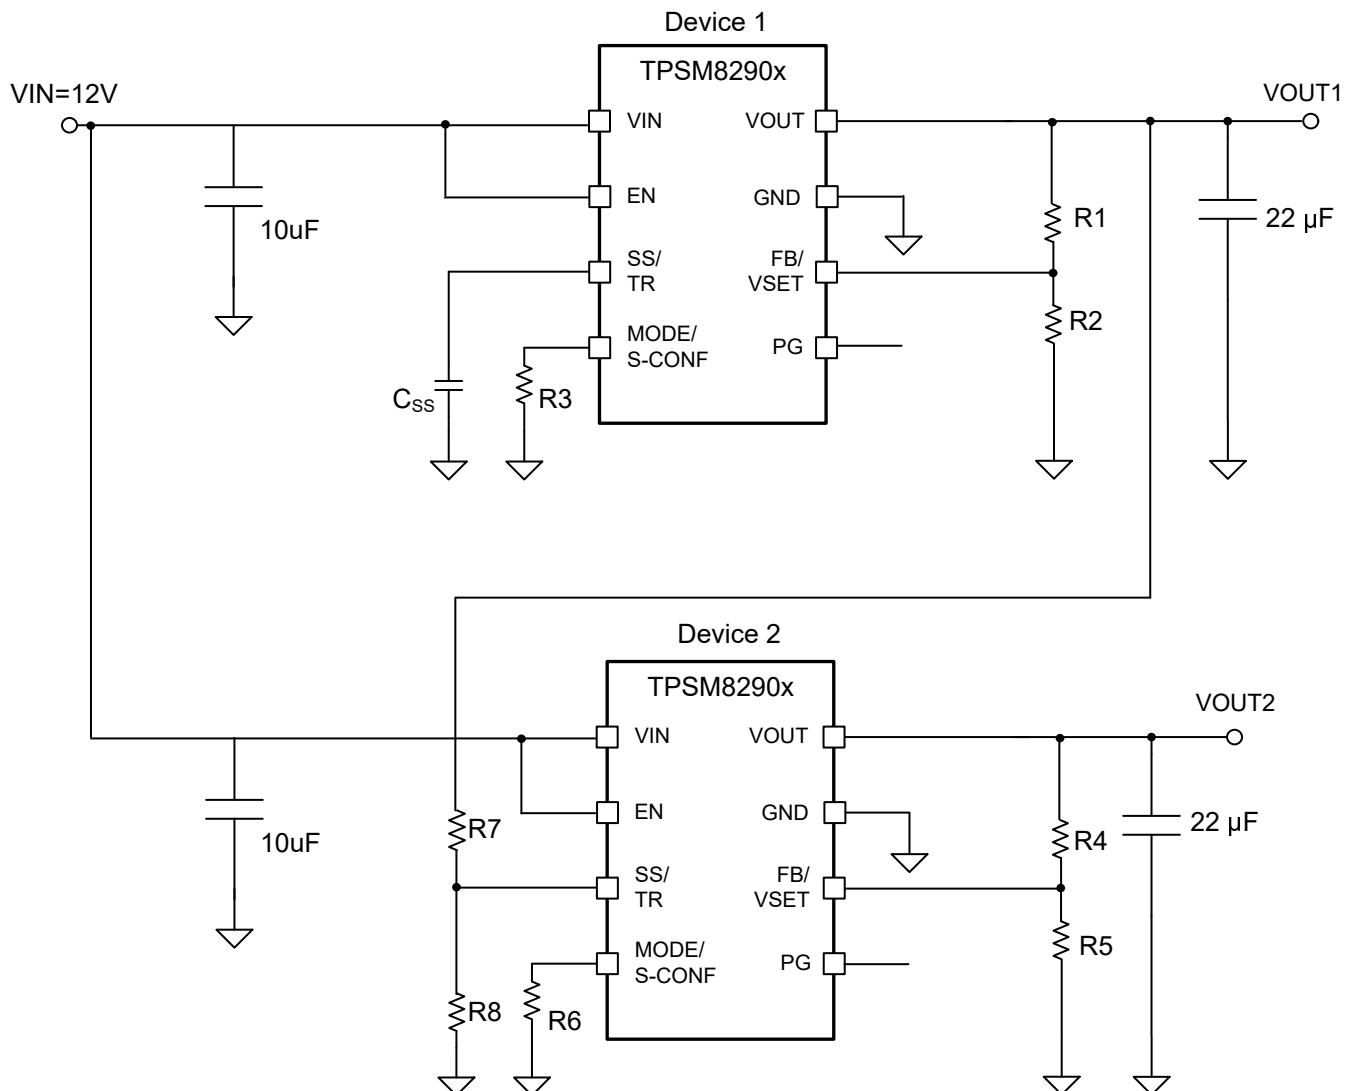 Device 1
TPSM8290x
VIN=12V
VOUT1
VIN
VOUT
EN
GND
10uF
R1
22 µF
SS/
TR
FB/
VSET
R2
MODE/
S-CONF
PG
CSS
R3
Device 2
TPSM8290x
VOUT2
VIN
VOUT
EN
GND
R7
10uF
R4
22 µF
SS/
TR
FB/
VSET
R5
MODE/
S-CONF
PG
R8
R6